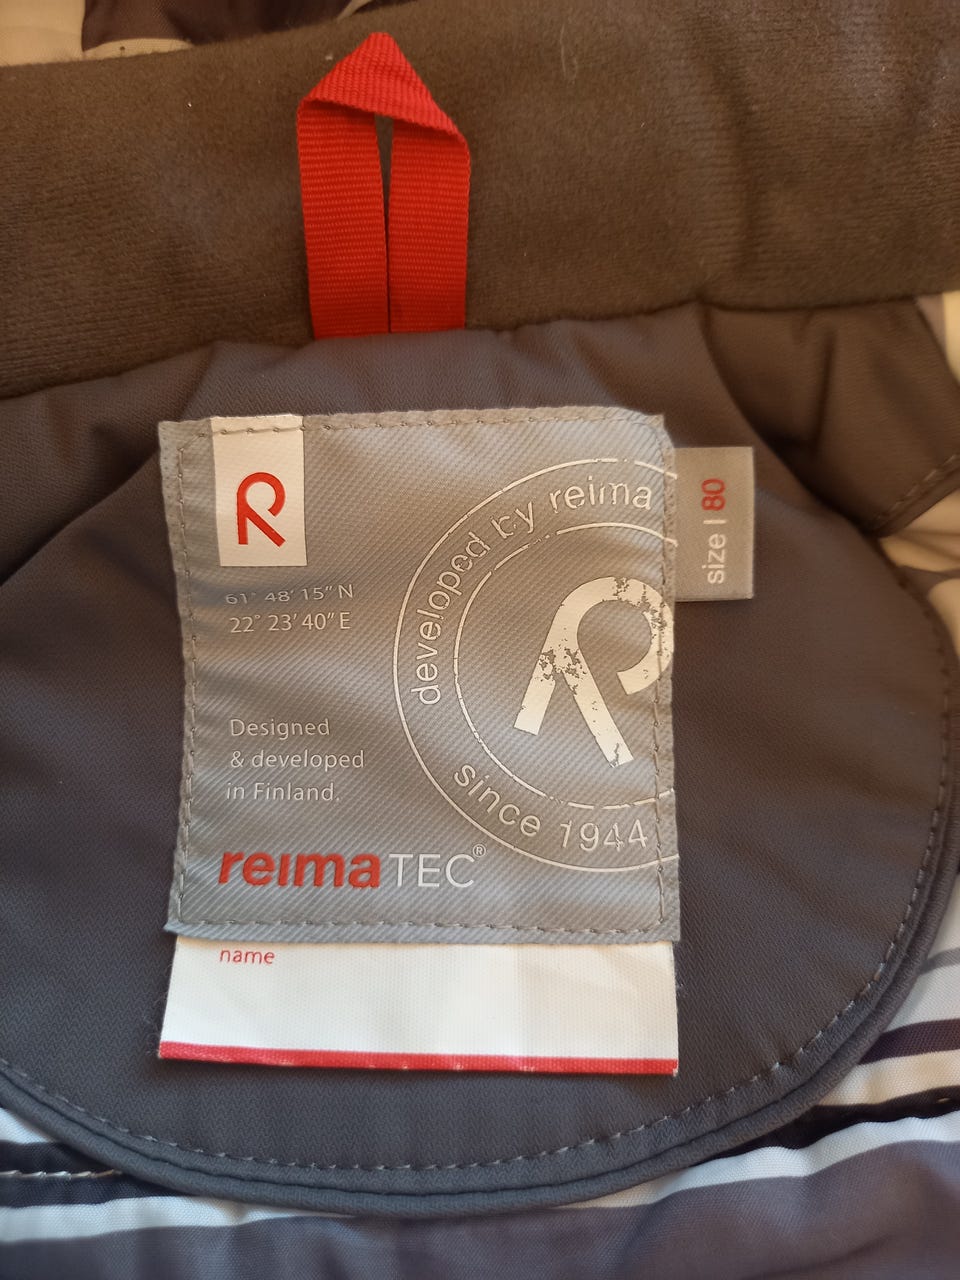 R
61° 48' 15" N
22° 23' 40" E
developed by reima
since 1944
R
size | 80
Designed
& developed
in Finland.
reimaTEC®
name